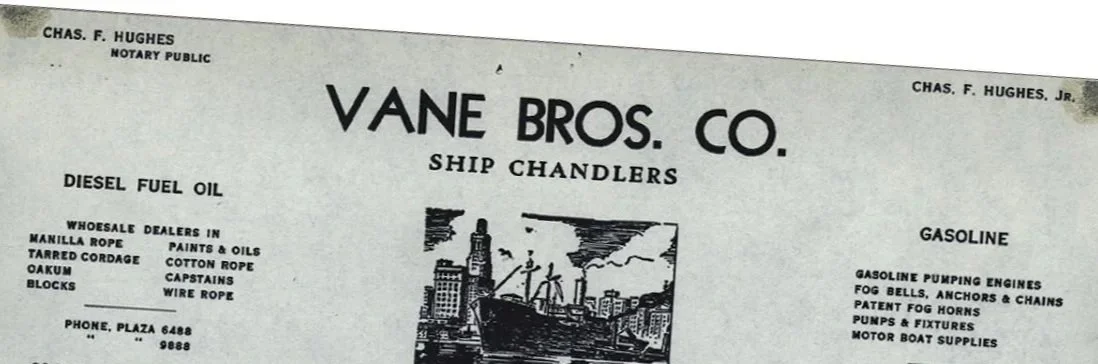 CHAS. F. HUGHES
NOTARY PUBLIC
CHAS. F. HUGHES, JR.
VANE BROS. CO.
SHIP CHANDLERS
DIESEL FUEL OIL
WHOESALE DEALERS IN
MANILLA ROPE PAINTS & OILS
TARRED CORDAGE COTTON ROPE
OAKUM CAPSTAINS
BLOCKS WIRE ROPE
PHONE, PLAZA 6488
" " 9888
GASOLINE
GASOLINE PUMPING ENGINES
FOG BELLS, ANCHORS & CHAINS
PATENT FOG HORNS
PUMPS & FIXTURES
MOTOR BOAT SUPPLIES